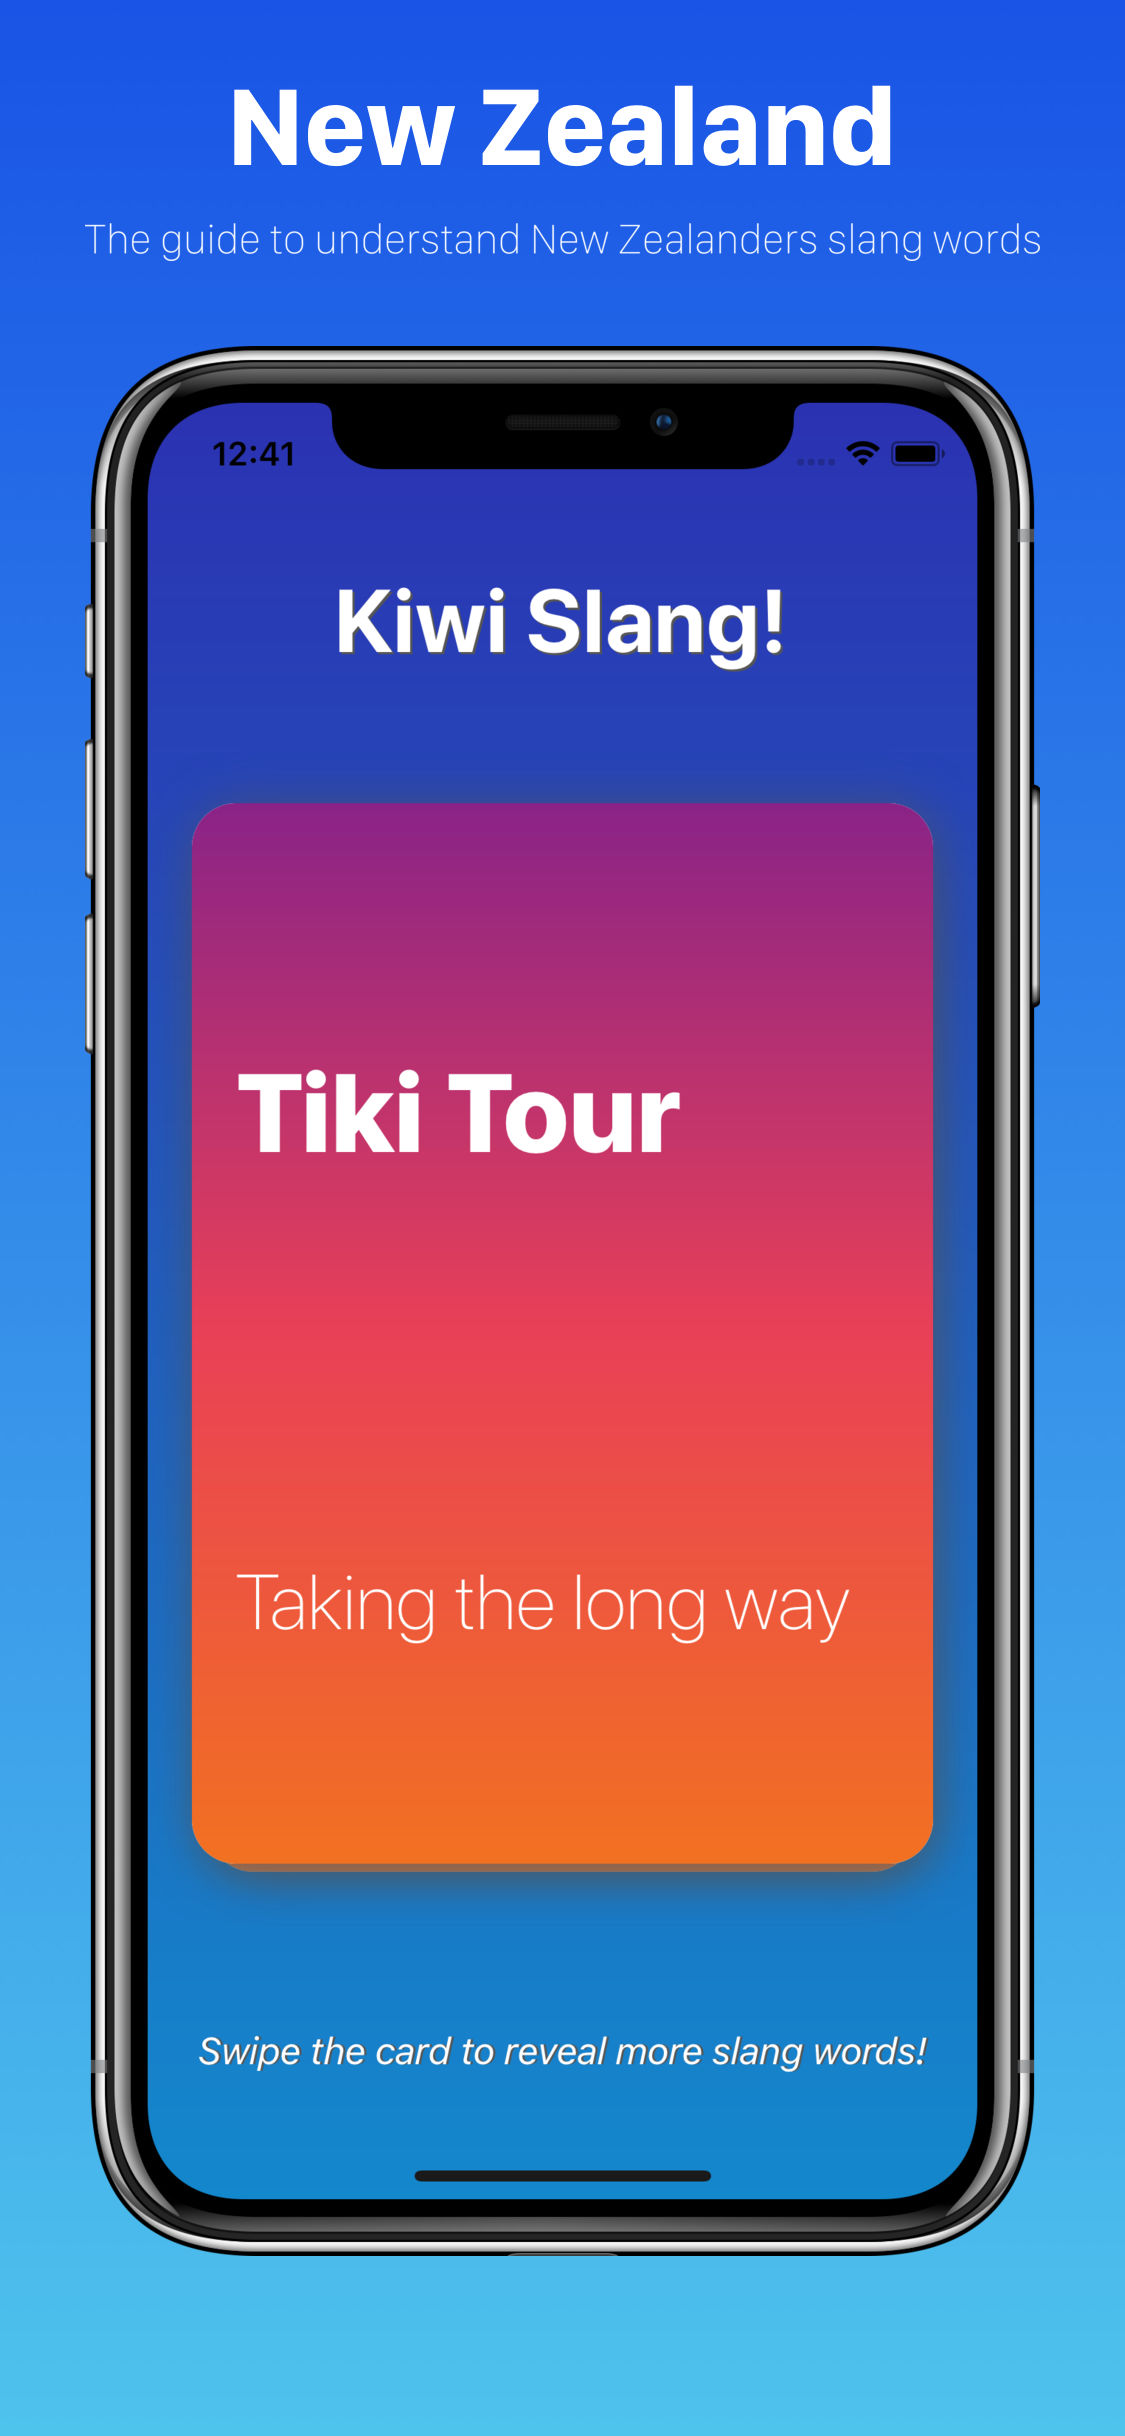 New Zealand
The guide to understand New Zealanders slang words
12:41
Kiwi Slang!
Tiki Tour
Taking the long way
Swipe the card to reveal more slang words!